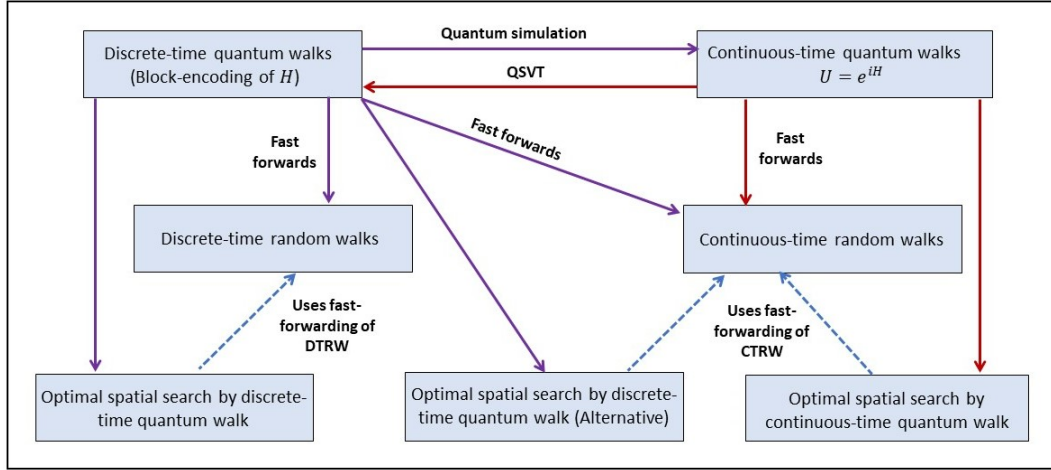 Discrete-time quantum walks
(Block-encoding of H)
Quantum simulation
QSVT
Continuous-time quantum walks
U = e^{iH}
Fast
forwards
Fast forwards
Fast
forwards
Discrete-time random walks
Continuous-time random walks
Uses fast-
forwarding of
DTRW
Uses fast-
forwarding of
CTRW
Optimal spatial search by discrete-
time quantum walk
Optimal spatial search by discrete-
time quantum walk (Alternative)
Optimal spatial search by
continuous-time quantum walk